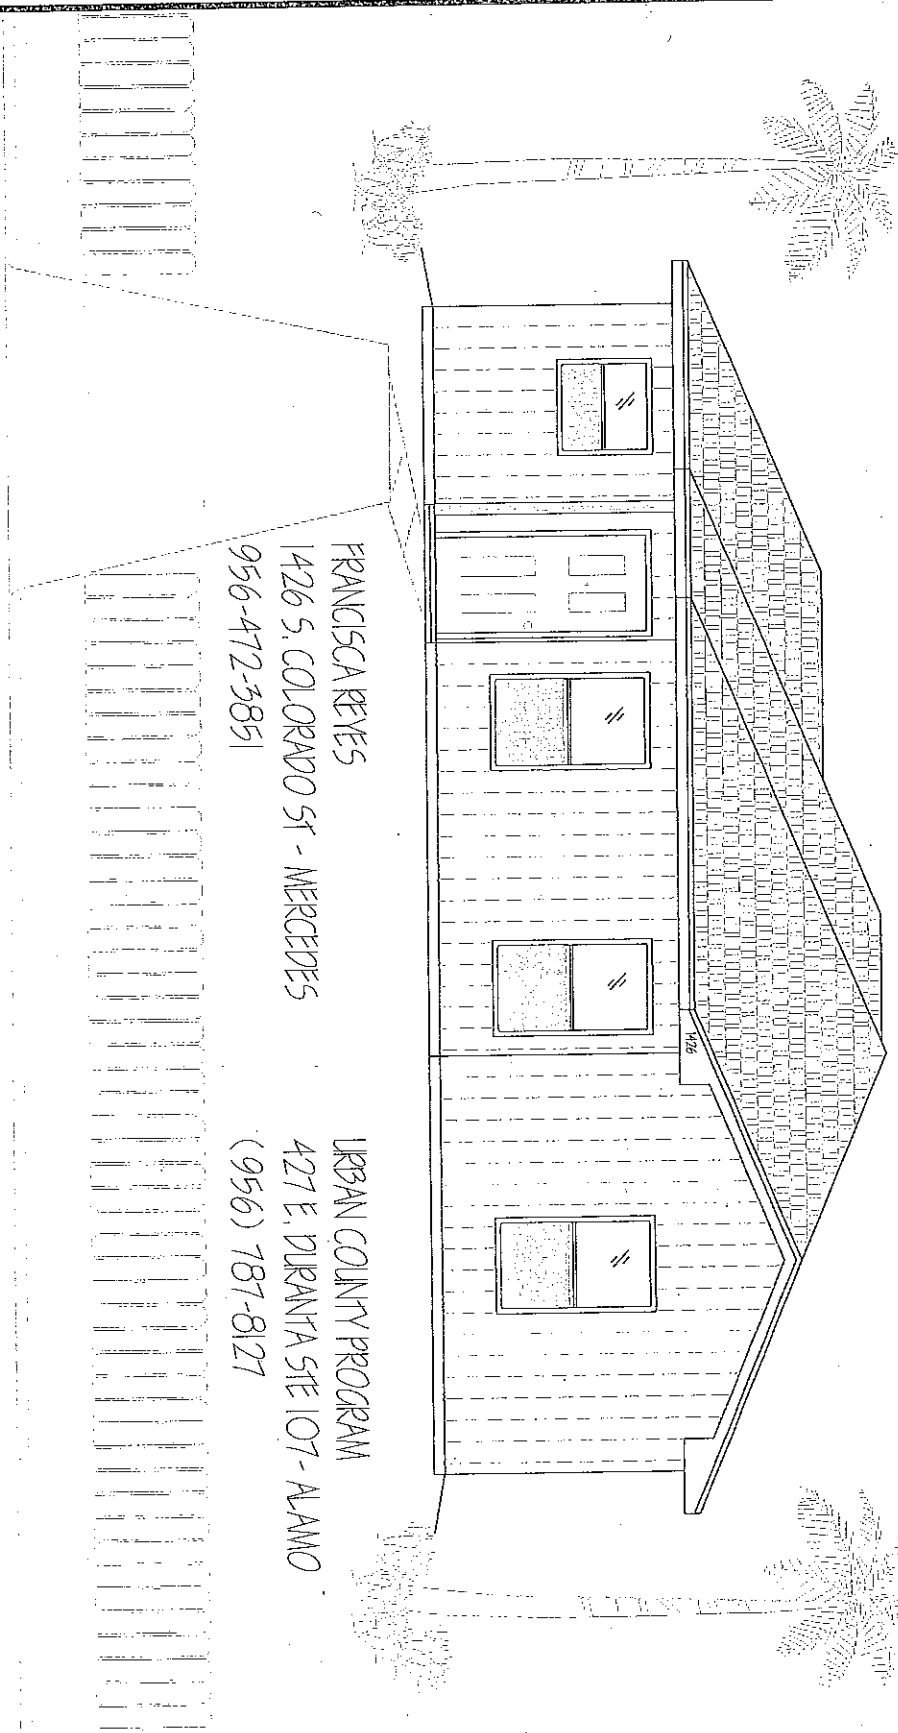 1426
FRANCISCA REYES
1426 S. COLORADO ST - MERCEDES
956-472-3851
URBAN COUNTY PROGRAM
427 E. DURANTA STE 107 - ALAMO
(956) 787-8127